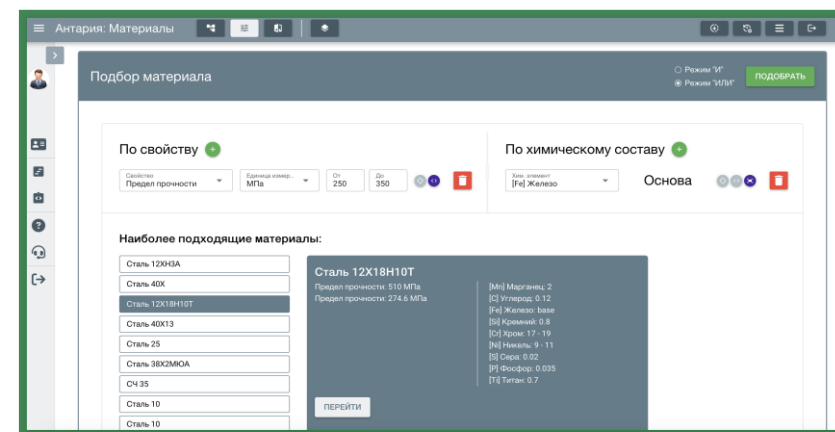 Антария: Материалы
Подбор материала
Режим "И"
Режим "ИЛИ"
ПОДОБРАТЬ
По свойству
По химическому составу
Свойство
Предел прочности
Единица измер...
МПа
От
250
До
350
Хим. элемент
[Fe] Железо
Основа
Наиболее подходящие материалы:
Сталь 12ХН3А
Сталь 40Х
Сталь 12Х18Н10Т
Сталь 40Х13
Сталь 25
Сталь 38Х2МЮА
СЧ 35
Сталь 10
Сталь 10
Сталь 12Х18Н10Т
Предел прочности: 510 МПа
Предел прочности: 274.6 МПа
[Mn] Марганец: 2
[C] Углерод: 0.12
[Fe] Железо: base
[Si] Кремний: 0.8
[Cr] Хром: 17 - 19
[Ni] Никель: 9 - 11
[S] Сера: 0.02
[P] Фосфор: 0.035
[Ti] Титан: 0.7
ПЕРЕЙТИ